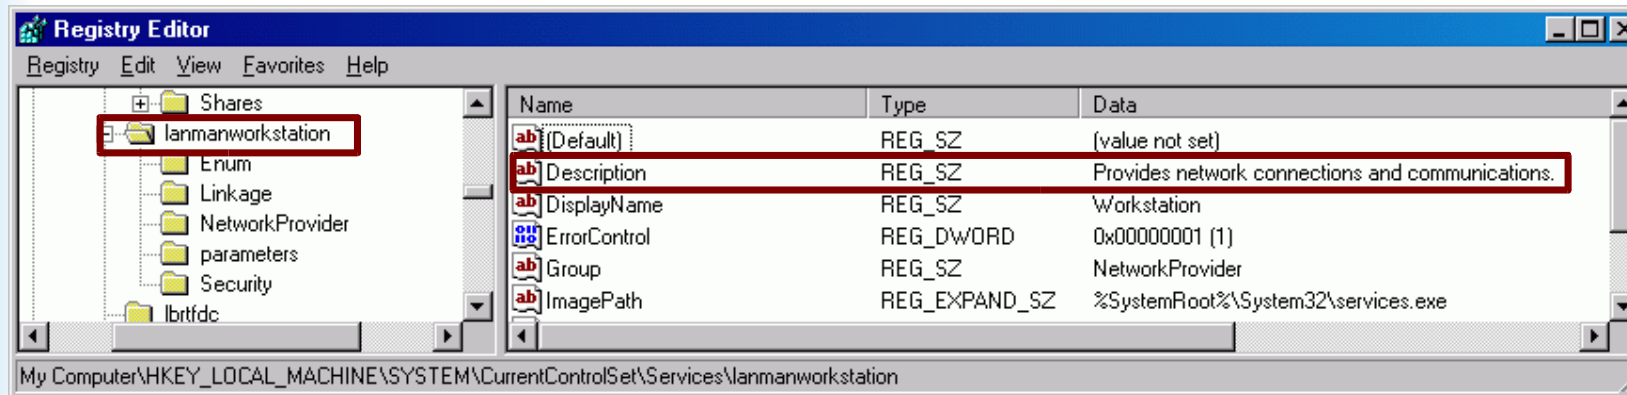 Registry Editor
Registry Edit View Favorites Help
Shares
lanmanworkstation
Enum
Linkage
NetworkProvider
parameters
Security
lbrtfdc
Name Type Data
(Default) REG_SZ (value not set)
Description REG_SZ Provides network connections and communications.
DisplayName REG_SZ Workstation
ErrorControl REG_DWORD 0x00000001 (1)
Group REG_SZ NetworkProvider
ImagePath REG_EXPAND_SZ %SystemRoot%\System32\services.exe
My Computer\HKEY_LOCAL_MACHINE\SYSTEM\CurrentControlSet\Services\lanmanworkstation